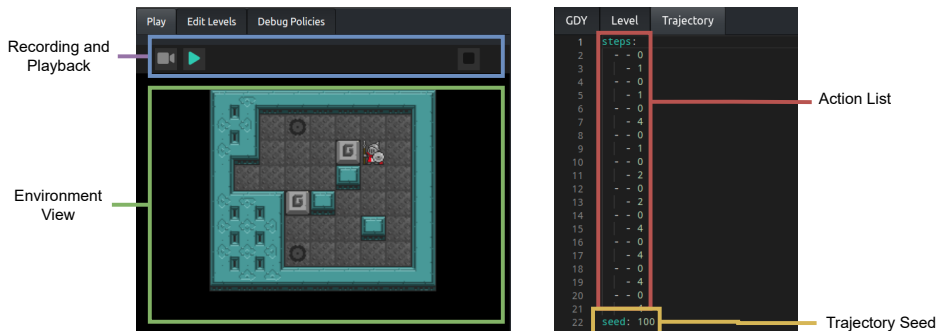 Recording and
Playback
Environment
View
Play
Edit Levels
Debug Policies
G
G
GDY
Level
Trajectory
1 steps:
2 - - 0
3 - 1
4 - - 0
5 - 1
6 - - 0
7 - 4
8 - - 0
9 - 1
10 - - 0
11 - 2
12 - - 0
13 - 2
14 - - 0
15 - 4
16 - - 0
17 - 4
18 - - 0
19 - 4
20 - - 0
21
22 seed: 100
Action List
Trajectory Seed